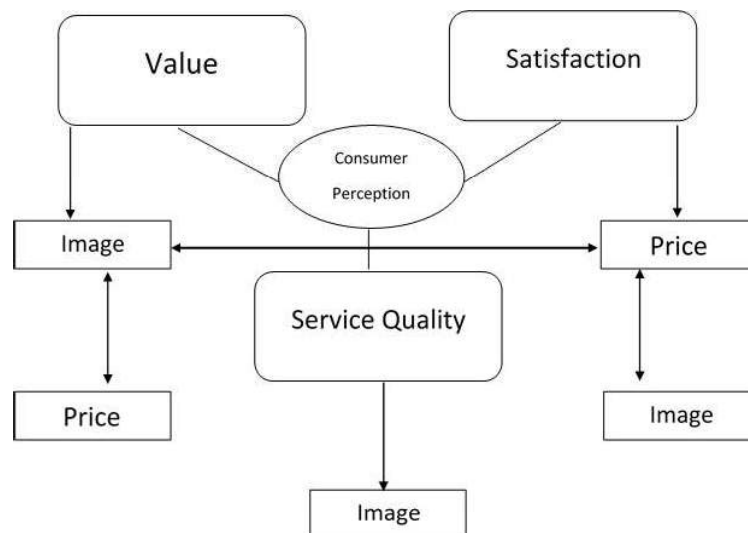 Value
Satisfaction
Consumer
Perception
Image
Price
Service Quality
Price
Image
Image